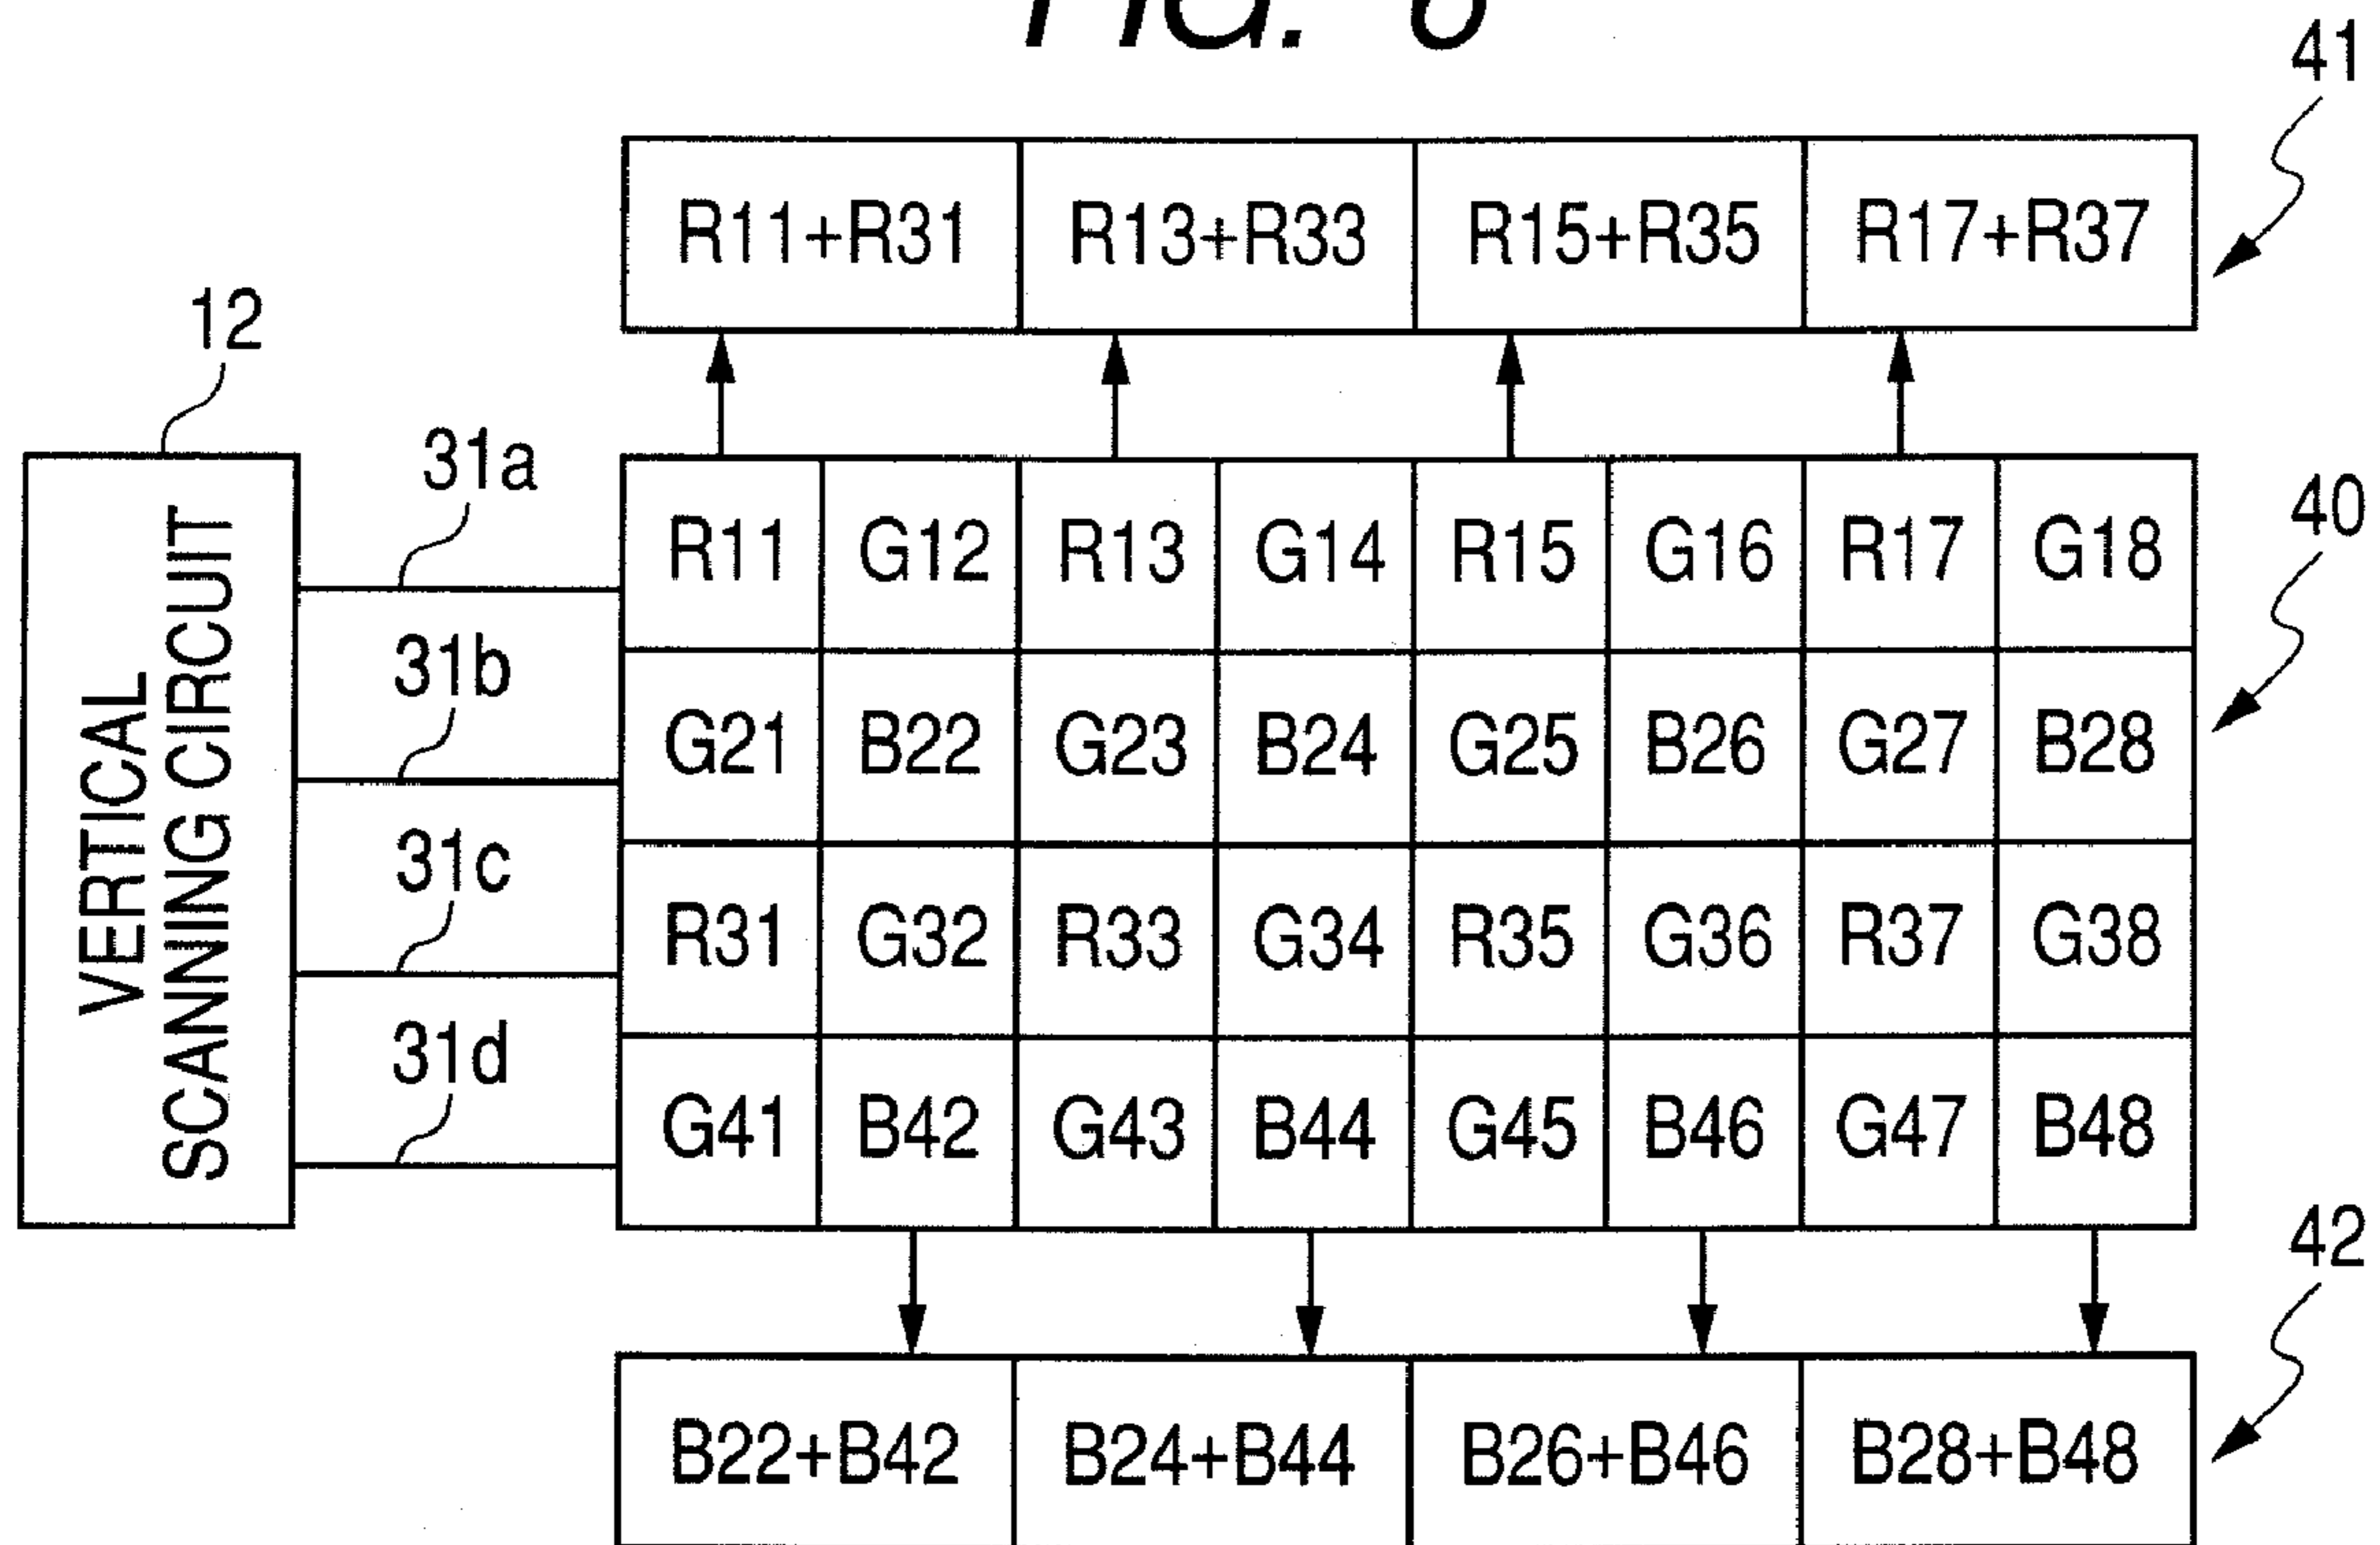 FIG. 6
41
R11+R31 R13+R33 R15+R35 R17+R37
12
31a
40
R11 G12 R13 G14 R15 G16 R17 G18
31b
G21 B22 G23 B24 G25 B26 G27 B28
VERTICAL
SCANNING CIRCUIT
31c
R31 G32 R33 G34 R35 G36 R37 G38
31d
G41 B42 G43 B44 G45 B46 G47 B48
42
B22+B42 B24+B44 B26+B46 B28+B48